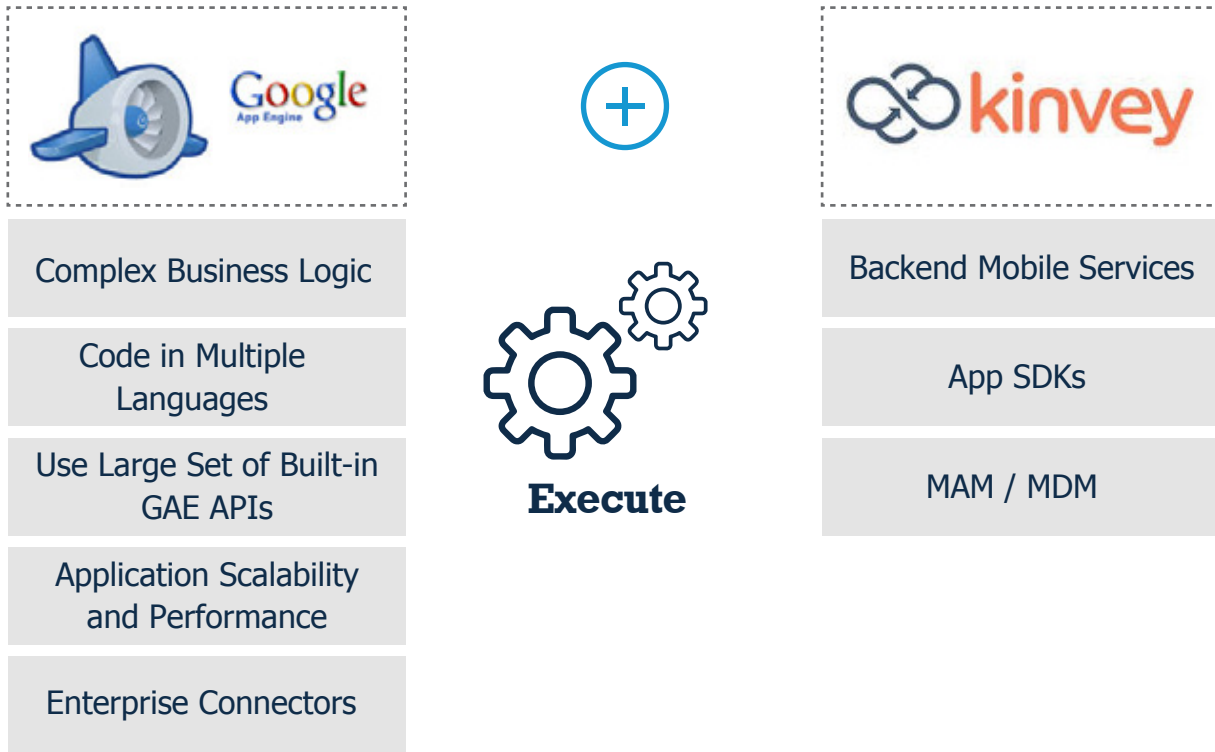 Google
App Engine
kinvey
Complex Business Logic
Code in Multiple
Languages
Use Large Set of Built-in
GAE APIs
Application Scalability
and Performance
Enterprise Connectors
Execute
Backend Mobile Services
App SDKs
MAM / MDM